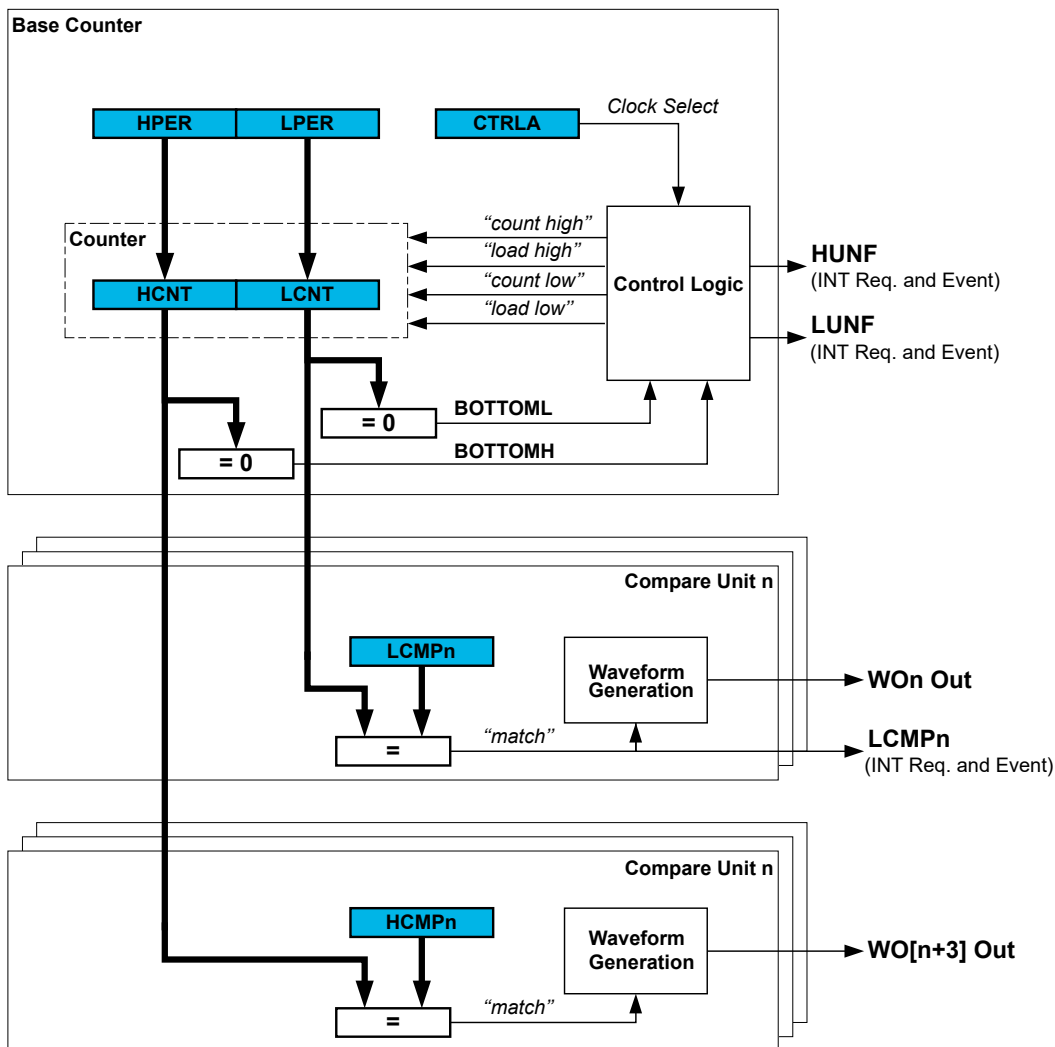 Base Counter
Clock Select
HPER LPER CTRLA
“count high”
Counter
“load high”
HUNF
Control Logic
(INT Req. and Event)
HCNT LCNT
“count low”
“load low”
LUNF
(INT Req. and Event)
= 0 BOTTOML
= 0 BOTTOMH
Compare Unit n
LCMPn
Waveform
Generation
WOn Out
= “match”
LCMPn
(INT Req. and Event)
Compare Unit n
HCMPn
Waveform
Generation
WO[n+3] Out
= “match”